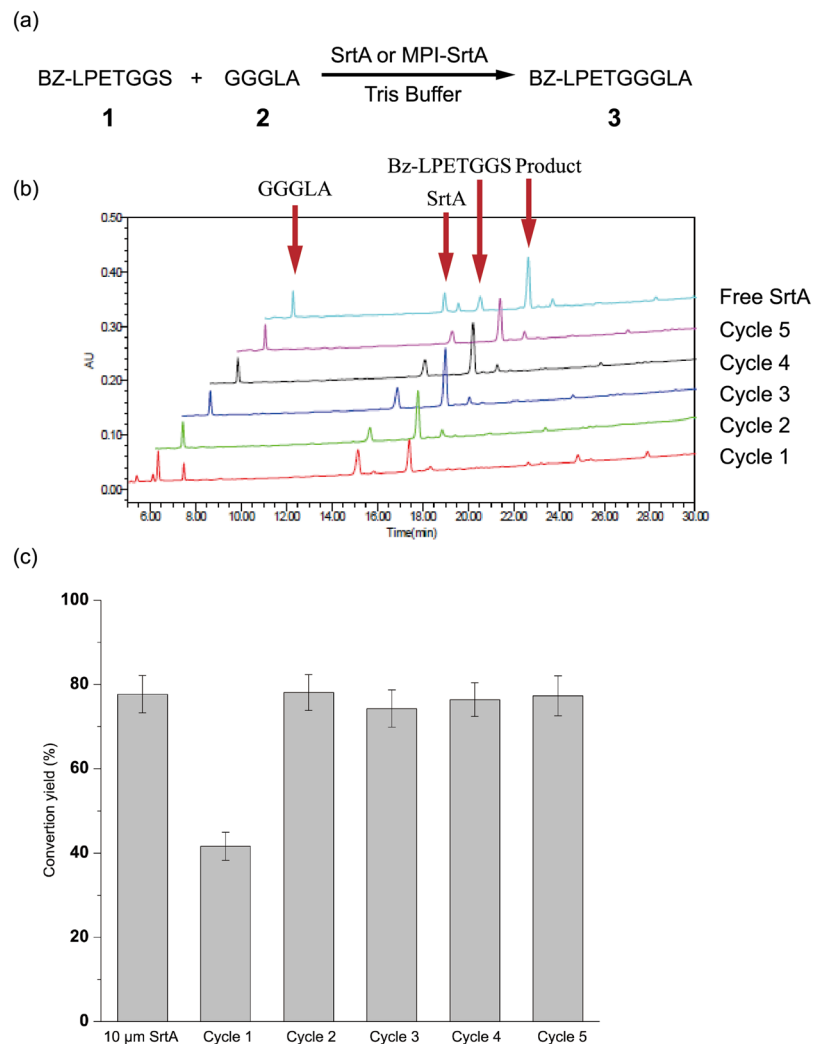 (a)
SrtA or MPI-SrtA
BZ-LPETGGS + GGGLA BZ-LPETGGGLA
Tris Buffer
1 2 3
(b)
Bz-LPETGGS Product
GGGLA SrtA
0.50
0.40
0.30
0.20
0.10
0.00
AU
Free SrtA
Cycle 5
Cycle 4
Cycle 3
Cycle 2
Cycle 1
6.00 8.00 10.00 12.00 14.00 16.00 18.00 20.00 22.00 24.00 26.00 28.00 30.00
Time(min)
(c)
100
80
60
40
20
0
Convertion yield (%)
10 μm SrtA Cycle 1 Cycle 2 Cycle 3 Cycle 4 Cycle 5